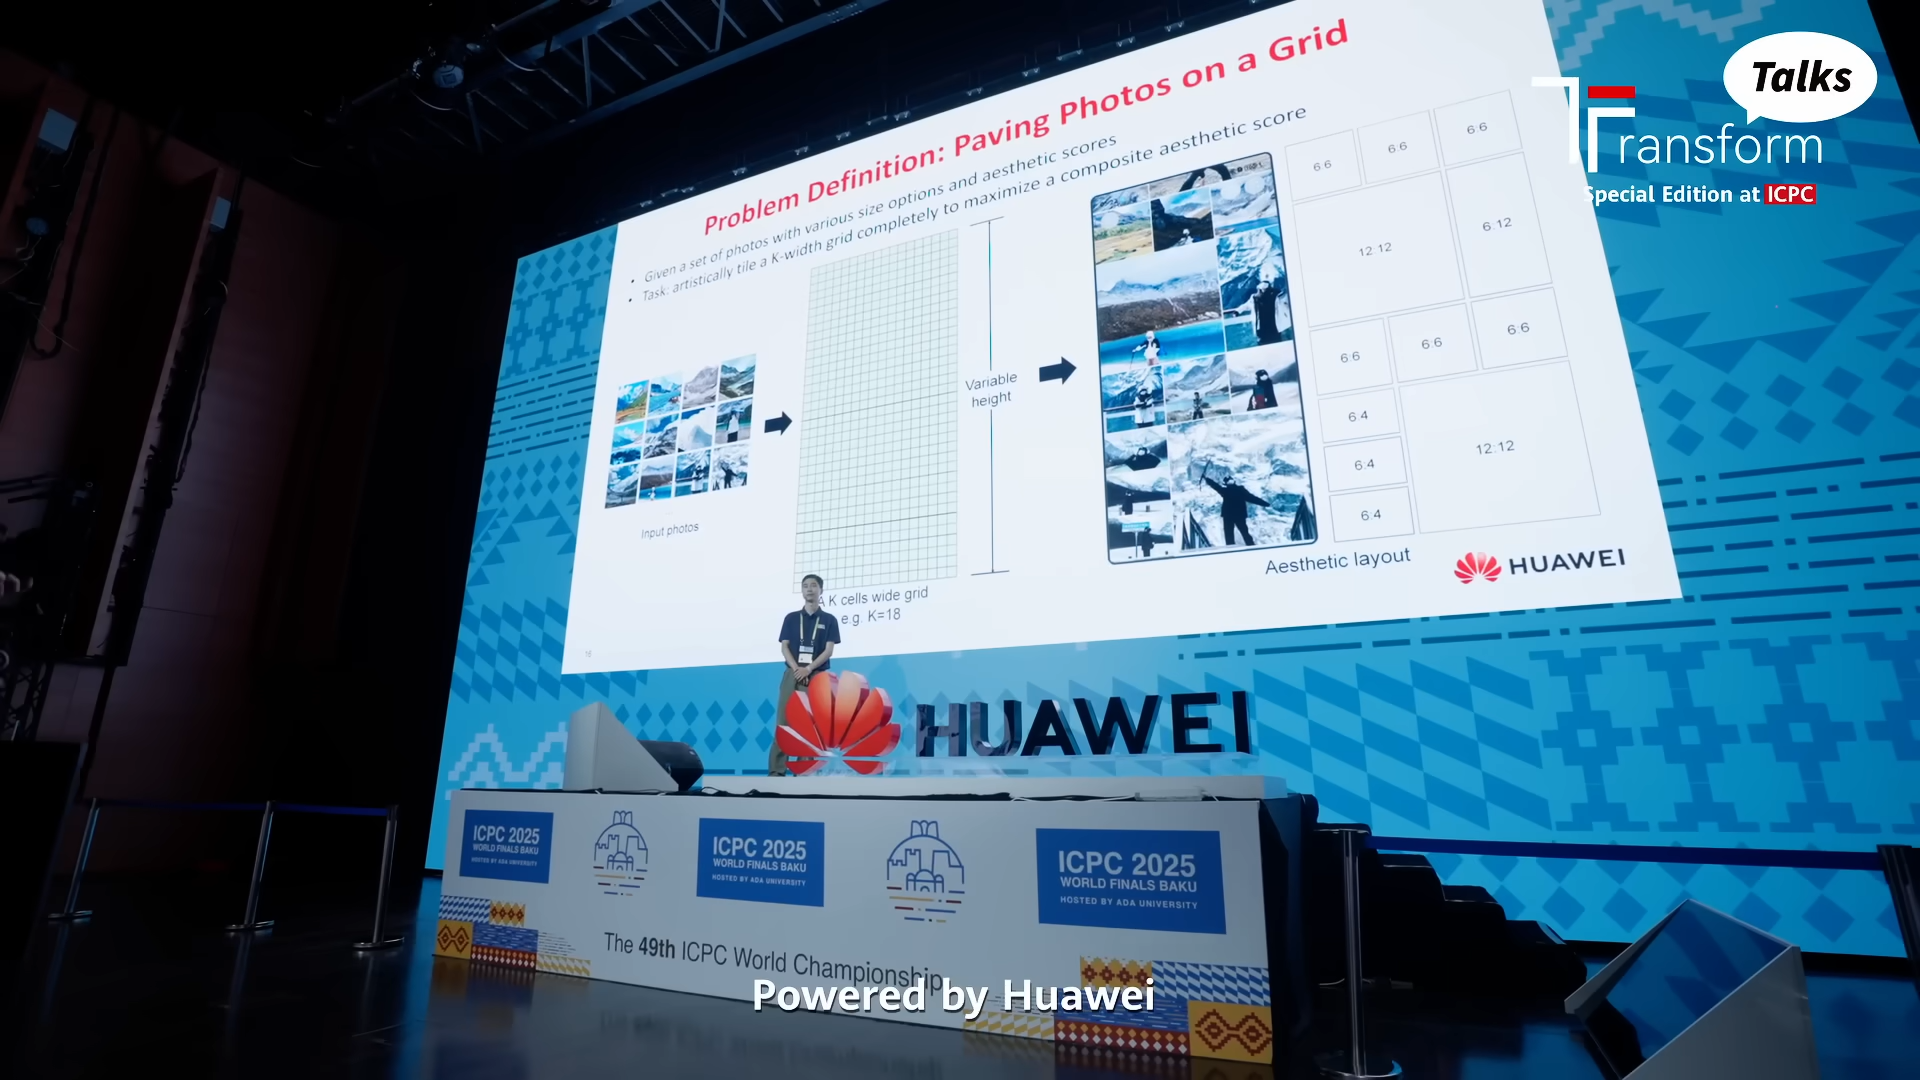 Problem Definition: Paving Photos on a Grid
• Given a set of photos with various size options and aesthetic scores
• Task: artistically tile a K-width grid completely to maximize a composite aesthetic score
Input photos
Variable
height
A K cells wide grid
e.g. K=18
6:6
6:6
6:6
12:12
6:12
6:6
6:6
6:6
6:4
6:4
6:4
12:12
Aesthetic layout
HUAWEI
16
Talks
Transform
Special Edition at ICPC
HUAWEI
ICPC 2025
WORLD FINALS BAKU
HOSTED BY ADA UNIVERSITY
ICPC 2025
WORLD FINALS BAKU
HOSTED BY ADA UNIVERSITY
ICPC 2025
WORLD FINALS BAKU
HOSTED BY ADA UNIVERSITY
The 49th ICPC World Championship
Powered by Huawei